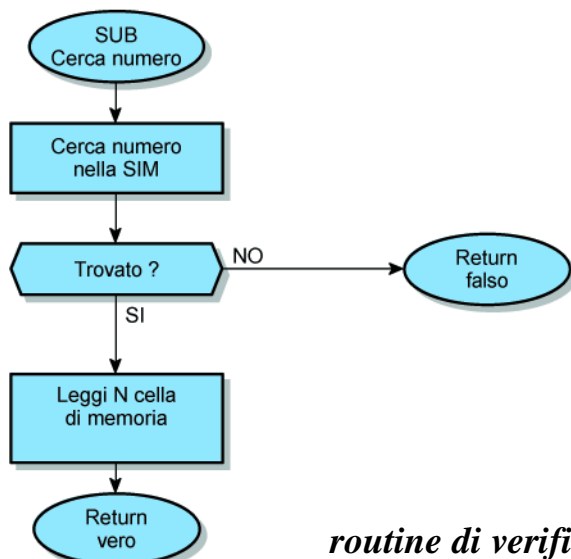 SUB
Cerca numero
Cerca numero
nella SIM
Trovato ?
NO
Return
falso
SI
Leggi N cella
di memoria
Return
vero
routine di verifi